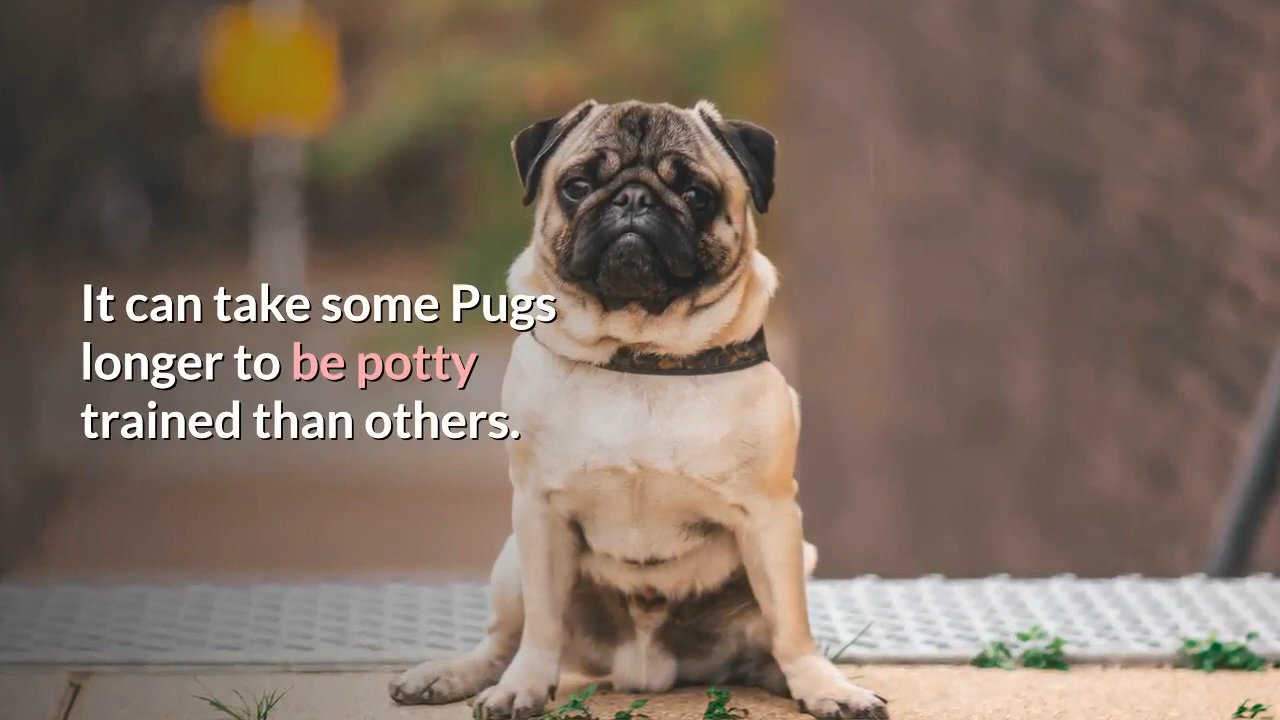 It can take some Pugs
longer to be potty
trained than others.